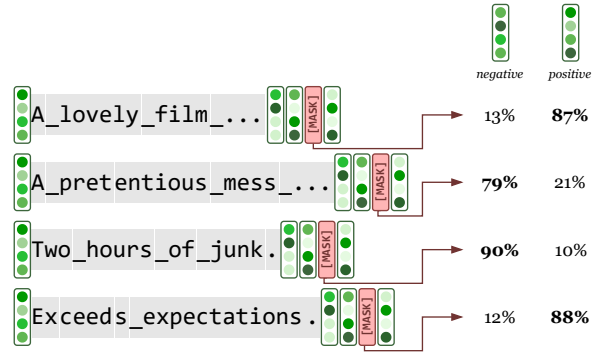 negative positive
A_lovely_film_... [MASK] 13% 87%
A_pretentious_mess_... [MASK] 79% 21%
Two_hours_of_junk. [MASK] 90% 10%
Exceeds_expectations. [MASK] 12% 88%